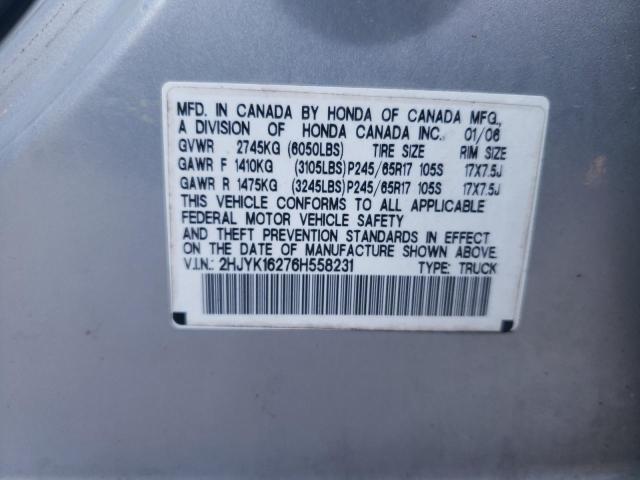 MFD. IN CANADA BY HONDA OF CANADA MFG.,
A DIVISION OF HONDA CANADA INC. 01/06
GVWR 2745KG (6050LBS) TIRE SIZE RIM SIZE
GAWR F 1410KG (3105LBS)P245/65R17 105S 17X7.5J
GAWR R 1475KG (3245LBS)P245/65R17 105S 17X7.5J
THIS VEHICLE CONFORMS TO ALL APPLICABLE
FEDERAL MOTOR VEHICLE SAFETY
AND THEFT PREVENTION STANDARDS IN EFFECT
ON THE DATE OF MANUFACTURE SHOWN ABOVE.
V.I.N.: 2HJYK16276H558231 TYPE: TRUCK